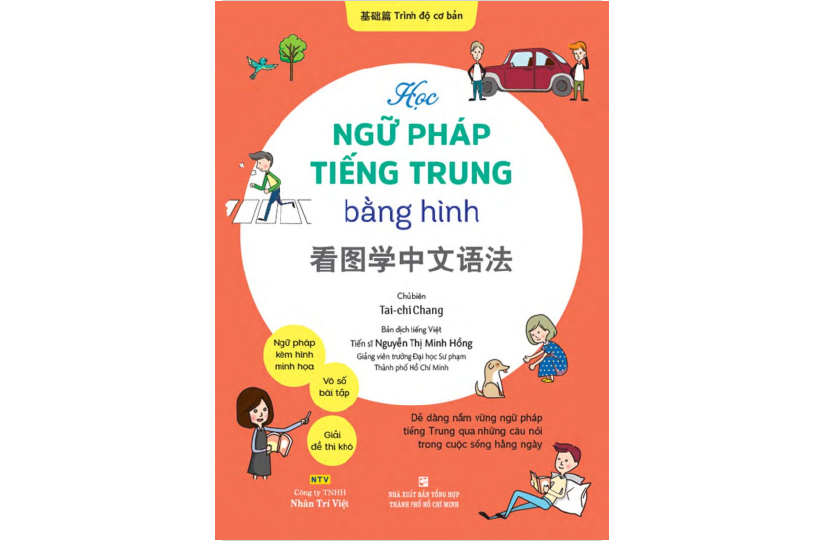 基础篇 Trình độ cơ bản
Học
NGỮ PHÁP
TIẾNG TRUNG
bằng hình
看图学中文语法
Chủ biên
Tai-chi Chang
Bản dịch tiếng Việt
Tiến sĩ Nguyễn Thị Minh Hồng
Giảng viên trường Đại học Sư phạm
Thành phố Hồ Chí Minh
Ngữ pháp
kèm hình
minh họa
Vô số
bài tập
Giải
đề thi khó
Dễ dàng nắm vững ngữ pháp
tiếng Trung qua những câu nói
trong cuộc sống hằng ngày
NTV
Công ty TNHH
Nhân Trí Việt
NHÀ XUẤT BẢN TỔNG HỢP
THÀNH PHỐ HỒ CHÍ MINH